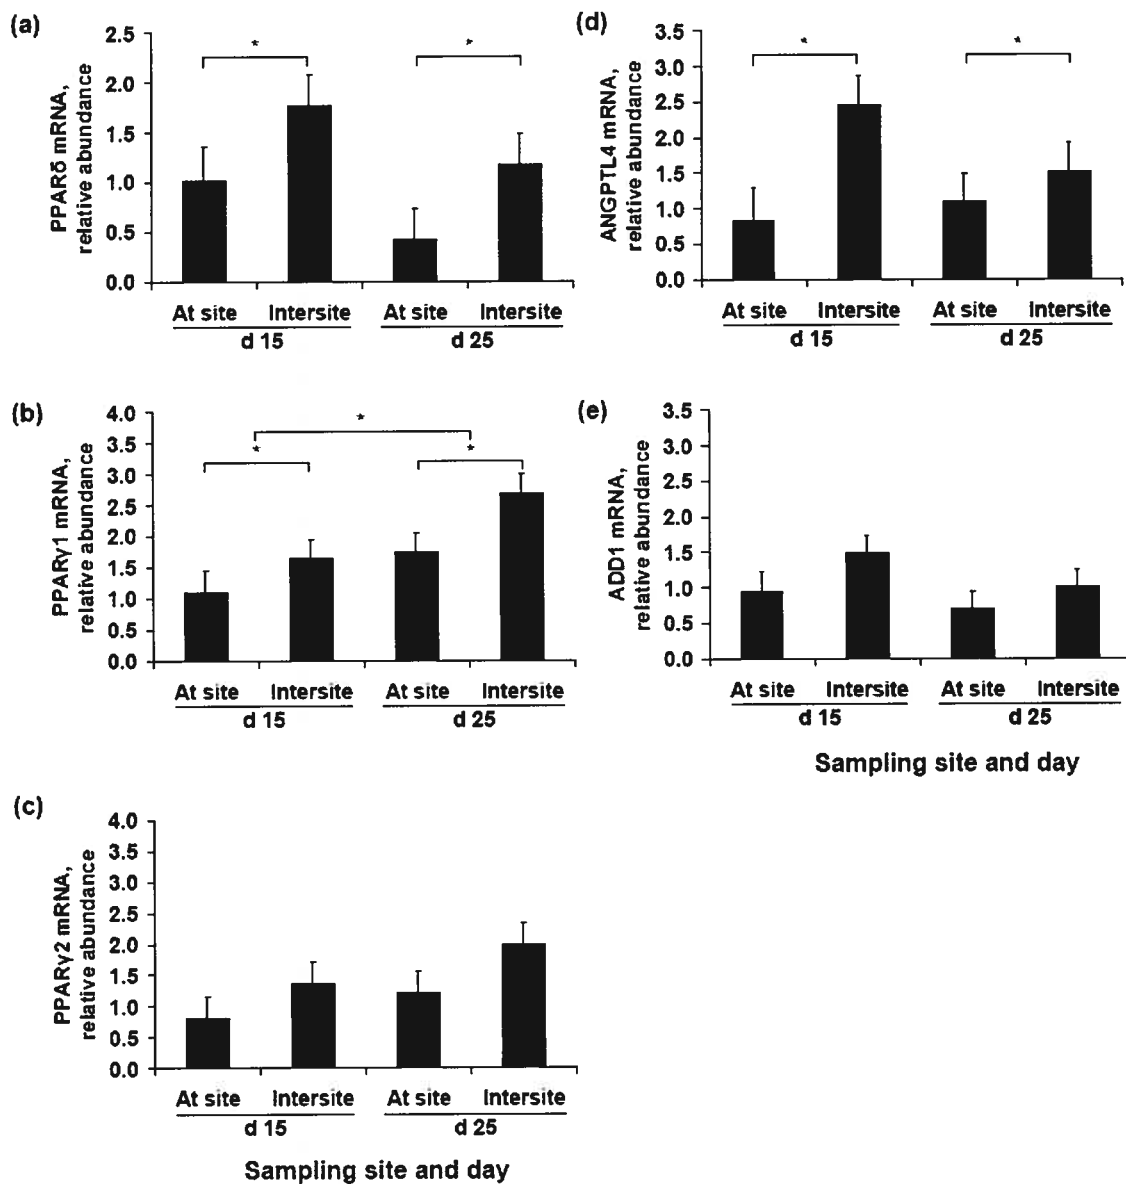 (a)
PPARδ mRNA,
relative abundance
2.5
2.0
1.5
1.0
0.5
0.0
*
*
At site Intersite At site Intersite
d 15 d 25
(d)
ANGPTL4 mRNA,
relative abundance
3.5
3.0
2.5
2.0
1.5
1.0
0.5
0.0
*
*
At site Intersite At site Intersite
d 15 d 25
(b)
PPARγ1 mRNA,
relative abundance
4.0
3.5
3.0
2.5
2.0
1.5
1.0
0.5
0.0
*
*
*
At site Intersite At site Intersite
d 15 d 25
(e)
ADD1 mRNA,
relative abundance
3.5
3.0
2.5
2.0
1.5
1.0
0.5
0.0
At site Intersite At site Intersite
d 15 d 25
Sampling site and day
(c)
PPARγ2 mRNA,
relative abundance
4.0
3.5
3.0
2.5
2.0
1.5
1.0
0.5
0.0
At site Intersite At site Intersite
d 15 d 25
Sampling site and day